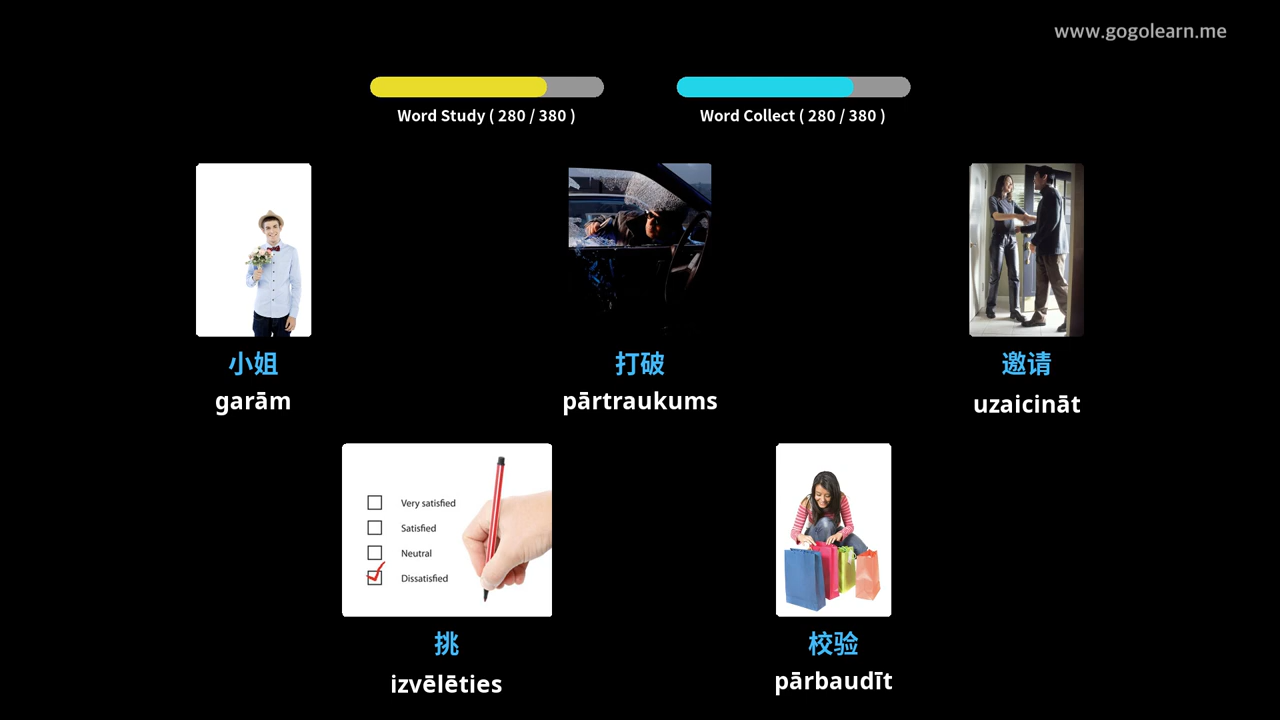 www.gogolearn.me
Word Study ( 280 / 380 )
Word Collect ( 280 / 380 )
小姐
garām
打破
pārtraukums
邀请
uzaicināt
Very satisfied
Satisfied
Neutral
Dissatisfied
挑
izvēlēties
校验
pārbaudīt